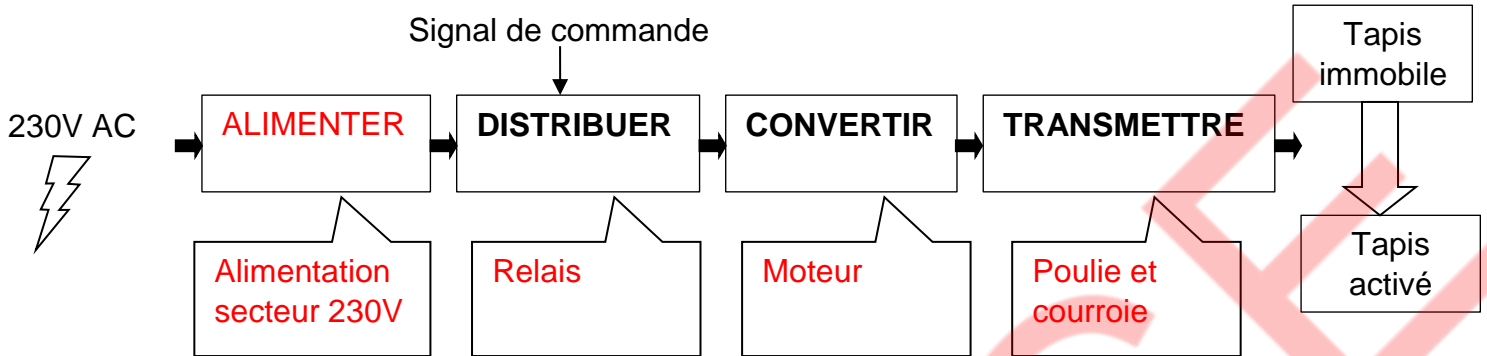 Signal de commande
Tapis
immobile
230V AC
ALIMENTER
DISTRIBUER
CONVERTIR
TRANSMETTRE
Alimentation
secteur 230V
Relais
Moteur
Poulie et
courroie
Tapis
activé